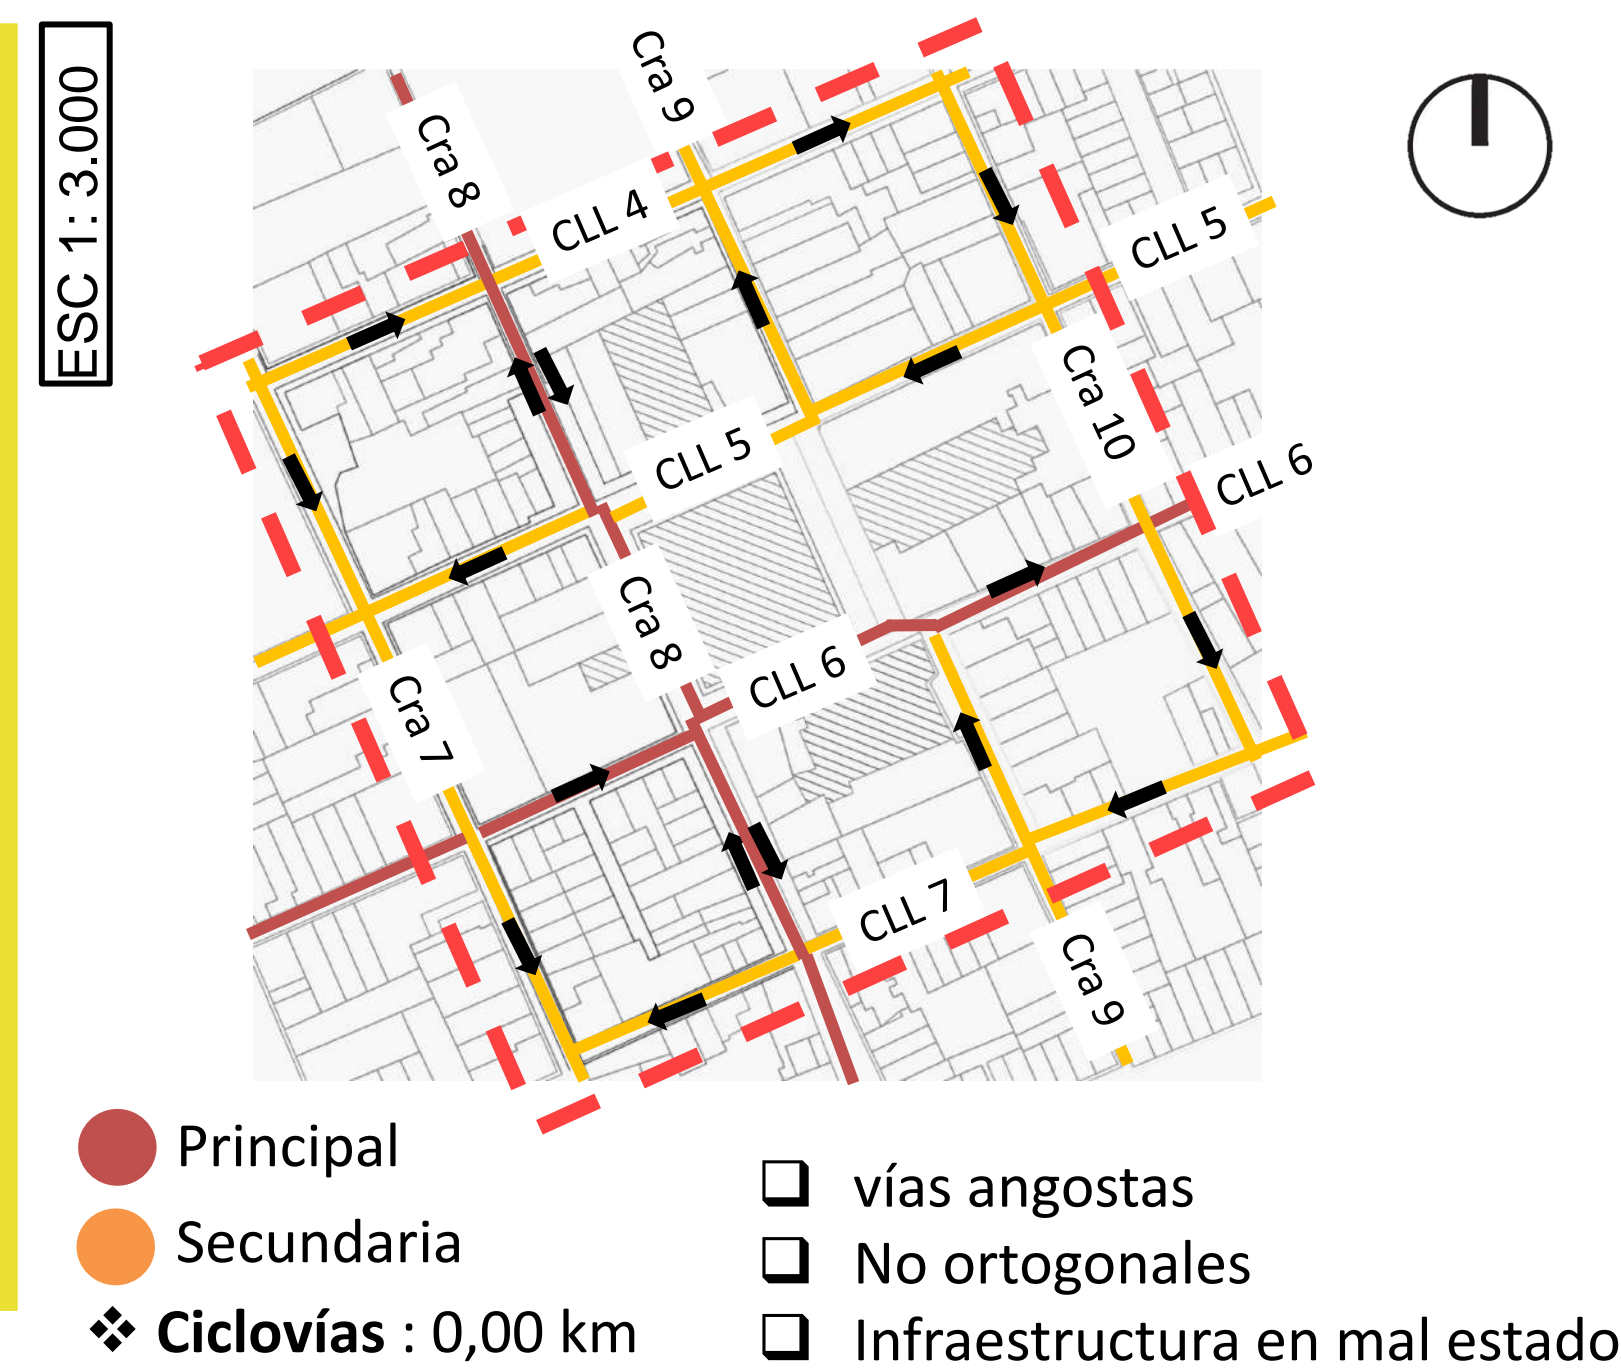 ESC 1: 3.000
Cra 9
Cra 8
CLL 4
CLL 5
Cra 10
CLL 5
CLL 6
Cra 8
CLL 6
Cra 7
CLL 7
Cra 9
Principal
Secundaria
❖ Ciclovías : 0,00 km
❑ vías angostas
❑ No ortogonales
❑ Infraestructura en mal estado